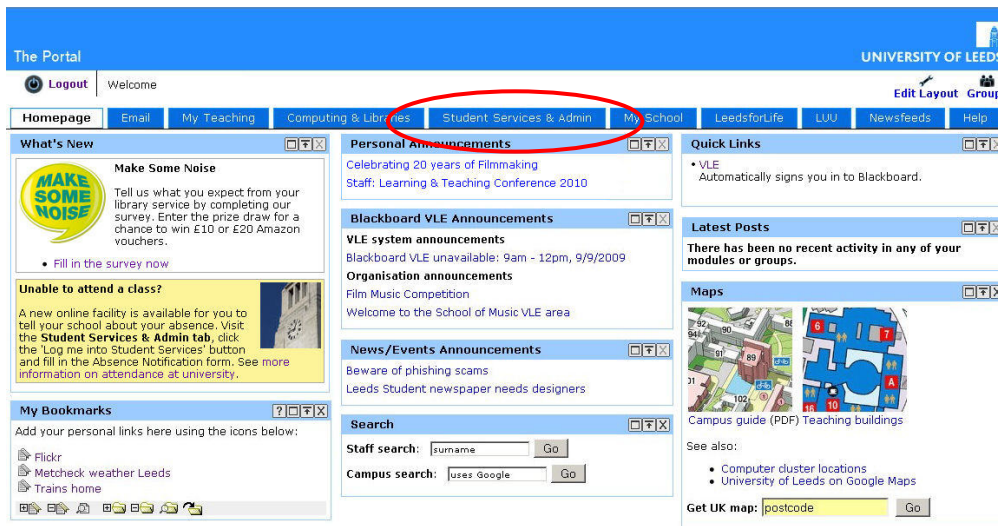 The Portal
UNIVERSITY OF LEEDS
Logout
Welcome
Edit Layout
Group
Homepage
Email
My Teaching
Computing & Libraries
Student Services & Admin
My School
LeedsforLife
LUU
Newsfeeds
Help
What's New
MAKE
SOME
NOISE
Make Some Noise
Tell us what you expect from your
library service by completing our
survey. Enter the prize draw for a
chance to win £10 or £20 Amazon
vouchers.
• Fill in the survey now
Unable to attend a class?
A new online facility is available for you to
tell your school about your absence. Visit
the Student Services & Admin tab, click
the 'Log me into Student Services' button
and fill in the Absence Notification form. See more
information on attendance at university.
My Bookmarks
Add your personal links here using the icons below:
Flickr
Metcheck weather Leeds
Trains home
Personal Announcements
Celebrating 20 years of Filmmaking
Staff: Learning & Teaching Conference 2010
Blackboard VLE Announcements
VLE system announcements
Blackboard VLE unavailable: 9am - 12pm, 9/9/2009
Organisation announcements
Film Music Competition
Welcome to the School of Music VLE area
News/Events Announcements
Beware of phishing scams
Leeds Student newspaper needs designers
Search
Staff search: surname Go
Campus search: uses Google Go
Quick Links
• VLE
Automatically signs you in to Blackboard.
Latest Posts
There has been no recent activity in any of your
modules or groups.
Maps
92
90
86
94
91
89
102
6
7
A
16
10
Campus guide (PDF) Teaching buildings
See also:
• Computer cluster locations
• University of Leeds on Google Maps
Get UK map: postcode Go